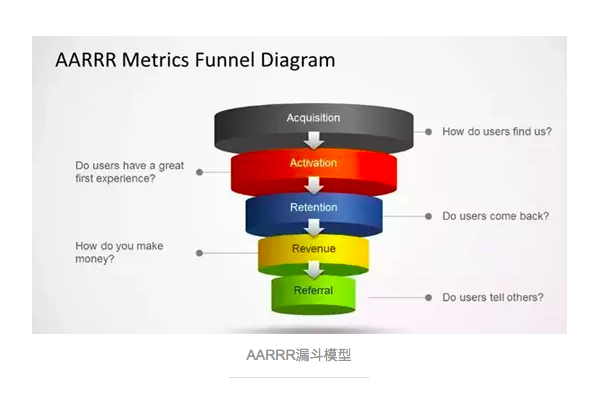 AARRR Metrics Funnel Diagram
Acquisition
How do users find us?
Do users have a great
first experience?
Activation
Retention
Do users come back?
How do you make
money?
Revenue
Referral
Do users tell others?
AARRR漏斗模型